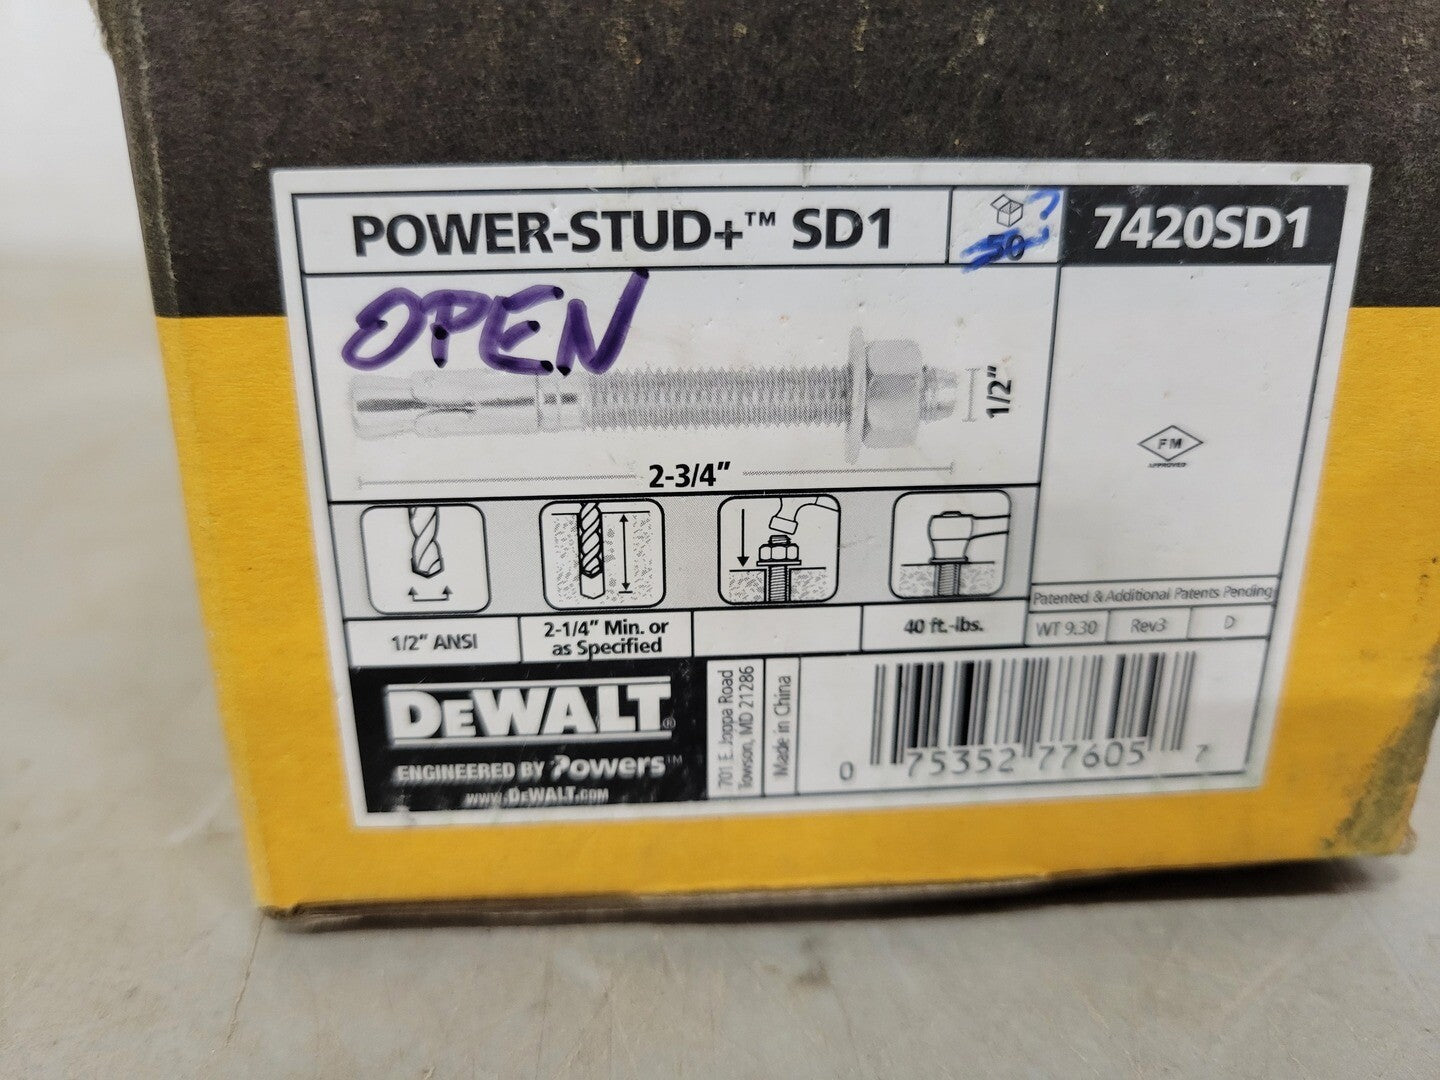 POWER-STUD+™ SD1
50 ?
7420SD1
OPEN
1/2"
2-3/4"
FM
APPROVED
Patented & Additional Patents Pending
1/2" ANSI
2-1/4" Min. or
as Specified
40 ft.-lbs.
WT 9.30
Rev3
D
DEWALT®
ENGINEERED BY Powers™
WWW.DEWALT.COM
701 E. Joppa Road
Towson, MD 21286
Made in China
0 75352 77605 7